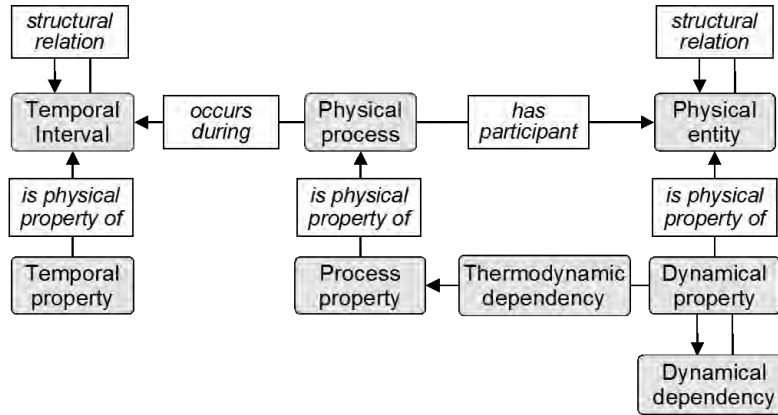 structural
relation
structural
relation
Temporal
Interval
occurs
during
Physical
process
has
participant
Physical
entity
is physical
property of
is physical
property of
is physical
property of
Temporal
property
Process
property
Thermodynamic
dependency
Dynamical
property
Dynamical
dependency